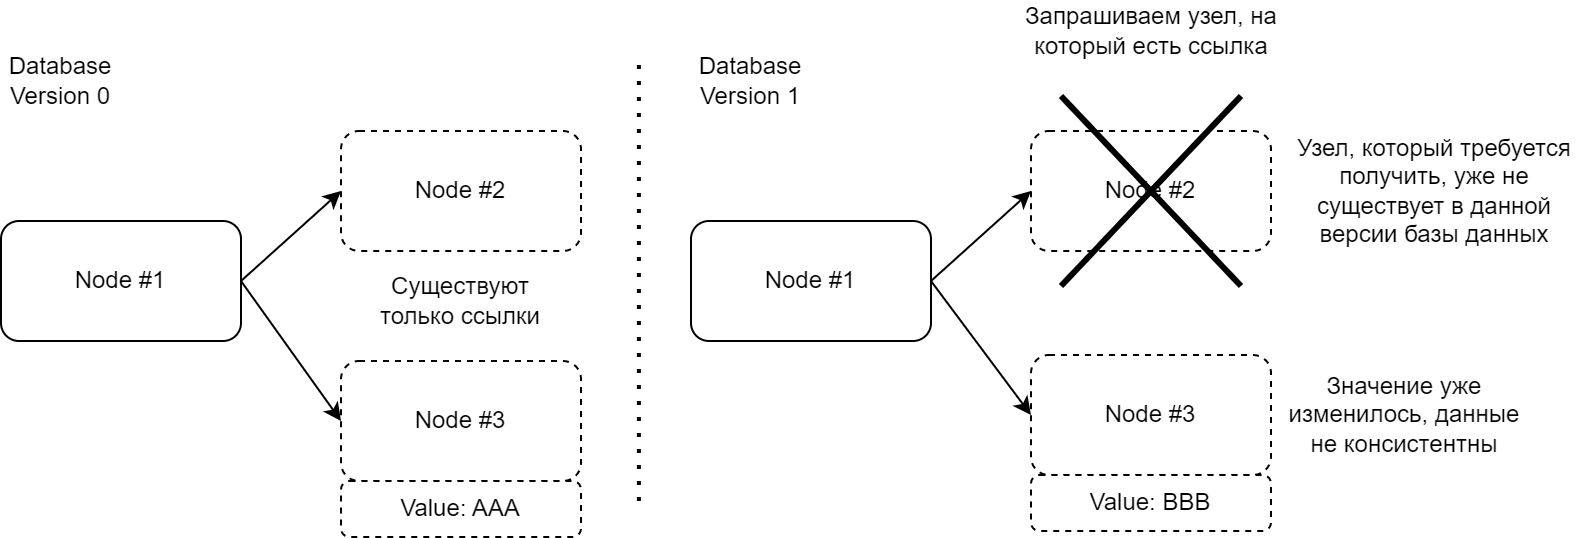 Database
Version 0
Node #1
Node #2
Существуют
только ссылки
Node #3
Value: AAA
Database
Version 1
Запрашиваем узел, на
который есть ссылка
Node #1
Node #2
Узел, который требуется
получить, уже не
существует в данной
версии базы данных
Node #3
Value: BBB
Значение уже
изменилось, данные
не консистентны